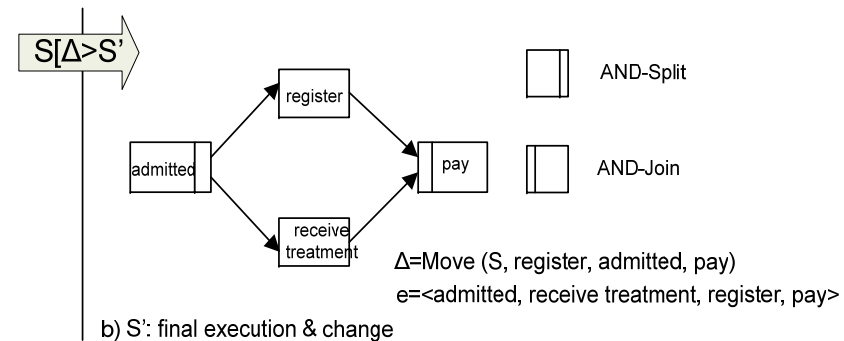 S[Δ>S’
register
AND-Split
admitted
pay
AND-Join
receive
treatment
Δ=Move (S, register, admitted, pay)
e=<admitted, receive treatment, register, pay>
b) S’: final execution & change